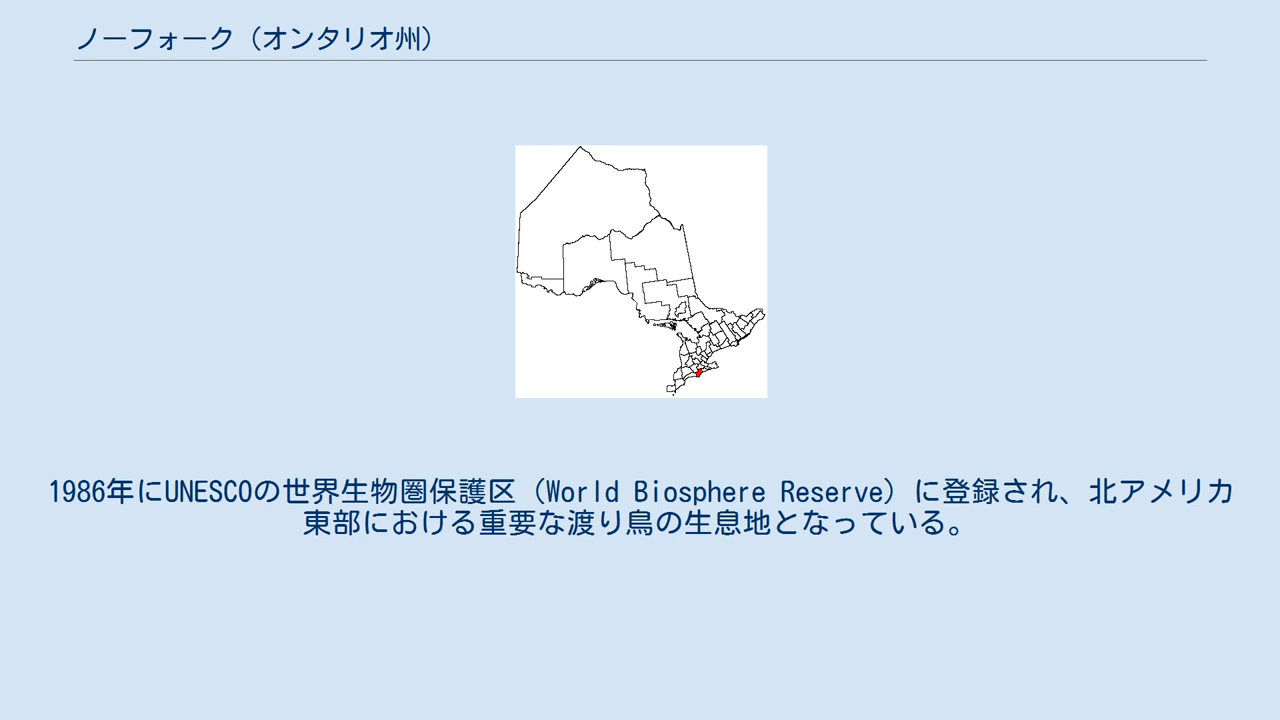 ノーフォーク（オンタリオ州）
1986年にUNESCOの世界生物圏保護区（World Biosphere Reserve）に登録され、北アメリカ
東部における重要な渡り鳥の生息地となっている。